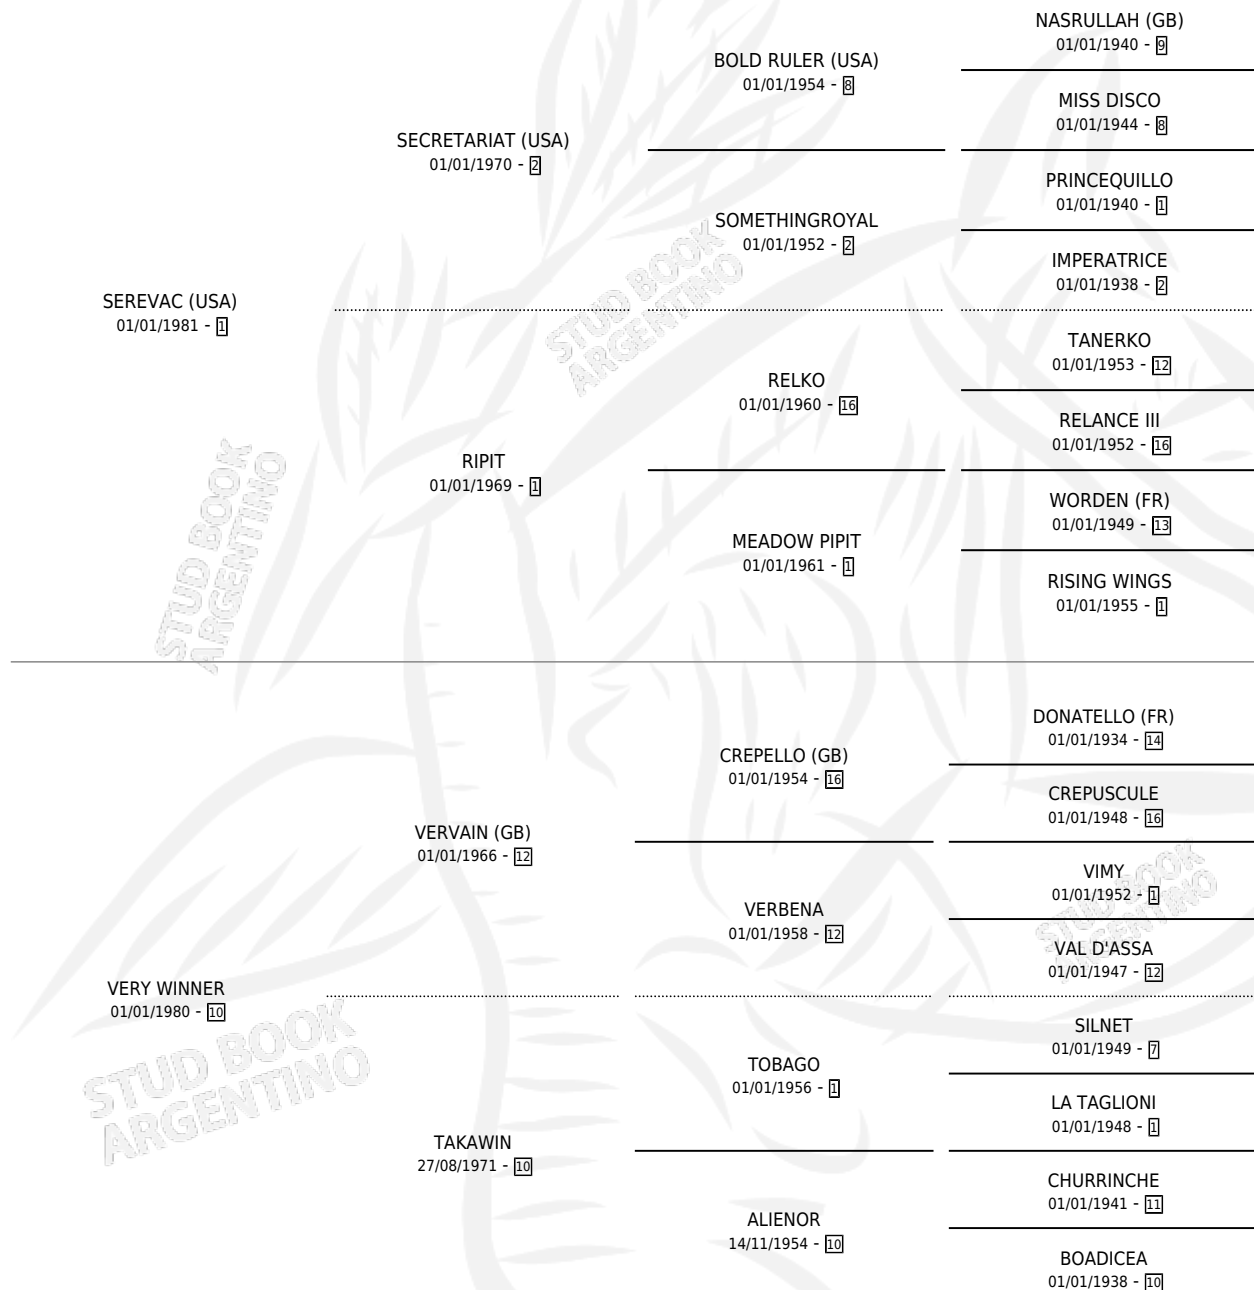 NASRULLAH (GB)
01/01/1940 - 9
BOLD RULER (USA)
01/01/1954 - 8
MISS DISCO
01/01/1944 - 8
SECRETARIAT (USA)
01/01/1970 - 2
PRINCEQUILLO
01/01/1940 - 1
SOMETHINGROYAL
01/01/1952 - 2
IMPERATRICE
01/01/1938 - 2
SEREVAC (USA)
01/01/1981 - 1
TANERKO
01/01/1953 - 12
RELKO
01/01/1960 - 16
RELANCE III
01/01/1952 - 16
RIPIT
01/01/1969 - 1
WORDEN (FR)
01/01/1949 - 13
MEADOW PIPIT
01/01/1961 - 1
RISING WINGS
01/01/1955 - 1
DONATELLO (FR)
01/01/1934 - 14
CREPELLO (GB)
01/01/1954 - 16
CREPUSCULE
01/01/1948 - 16
VERVAIN (GB)
01/01/1966 - 12
VIMY
01/01/1952 - 1
VERBENA
01/01/1958 - 12
VAL D'ASSA
01/01/1947 - 12
VERY WINNER
01/01/1980 - 10
SILNET
01/01/1949 - 7
TOBAGO
01/01/1956 - 1
LA TAGLIONI
01/01/1948 - 1
TAKAWIN
27/08/1971 - 10
CHURRINCHE
01/01/1941 - 11
ALIENOR
14/11/1954 - 10
BOADICEA
01/01/1938 - 10
STUD BOOK
ARGENTINO
STUD BOOK
ARGENTINO
STUD BOOK
ARGENTINO
STUD BOOK
ARGENTINO